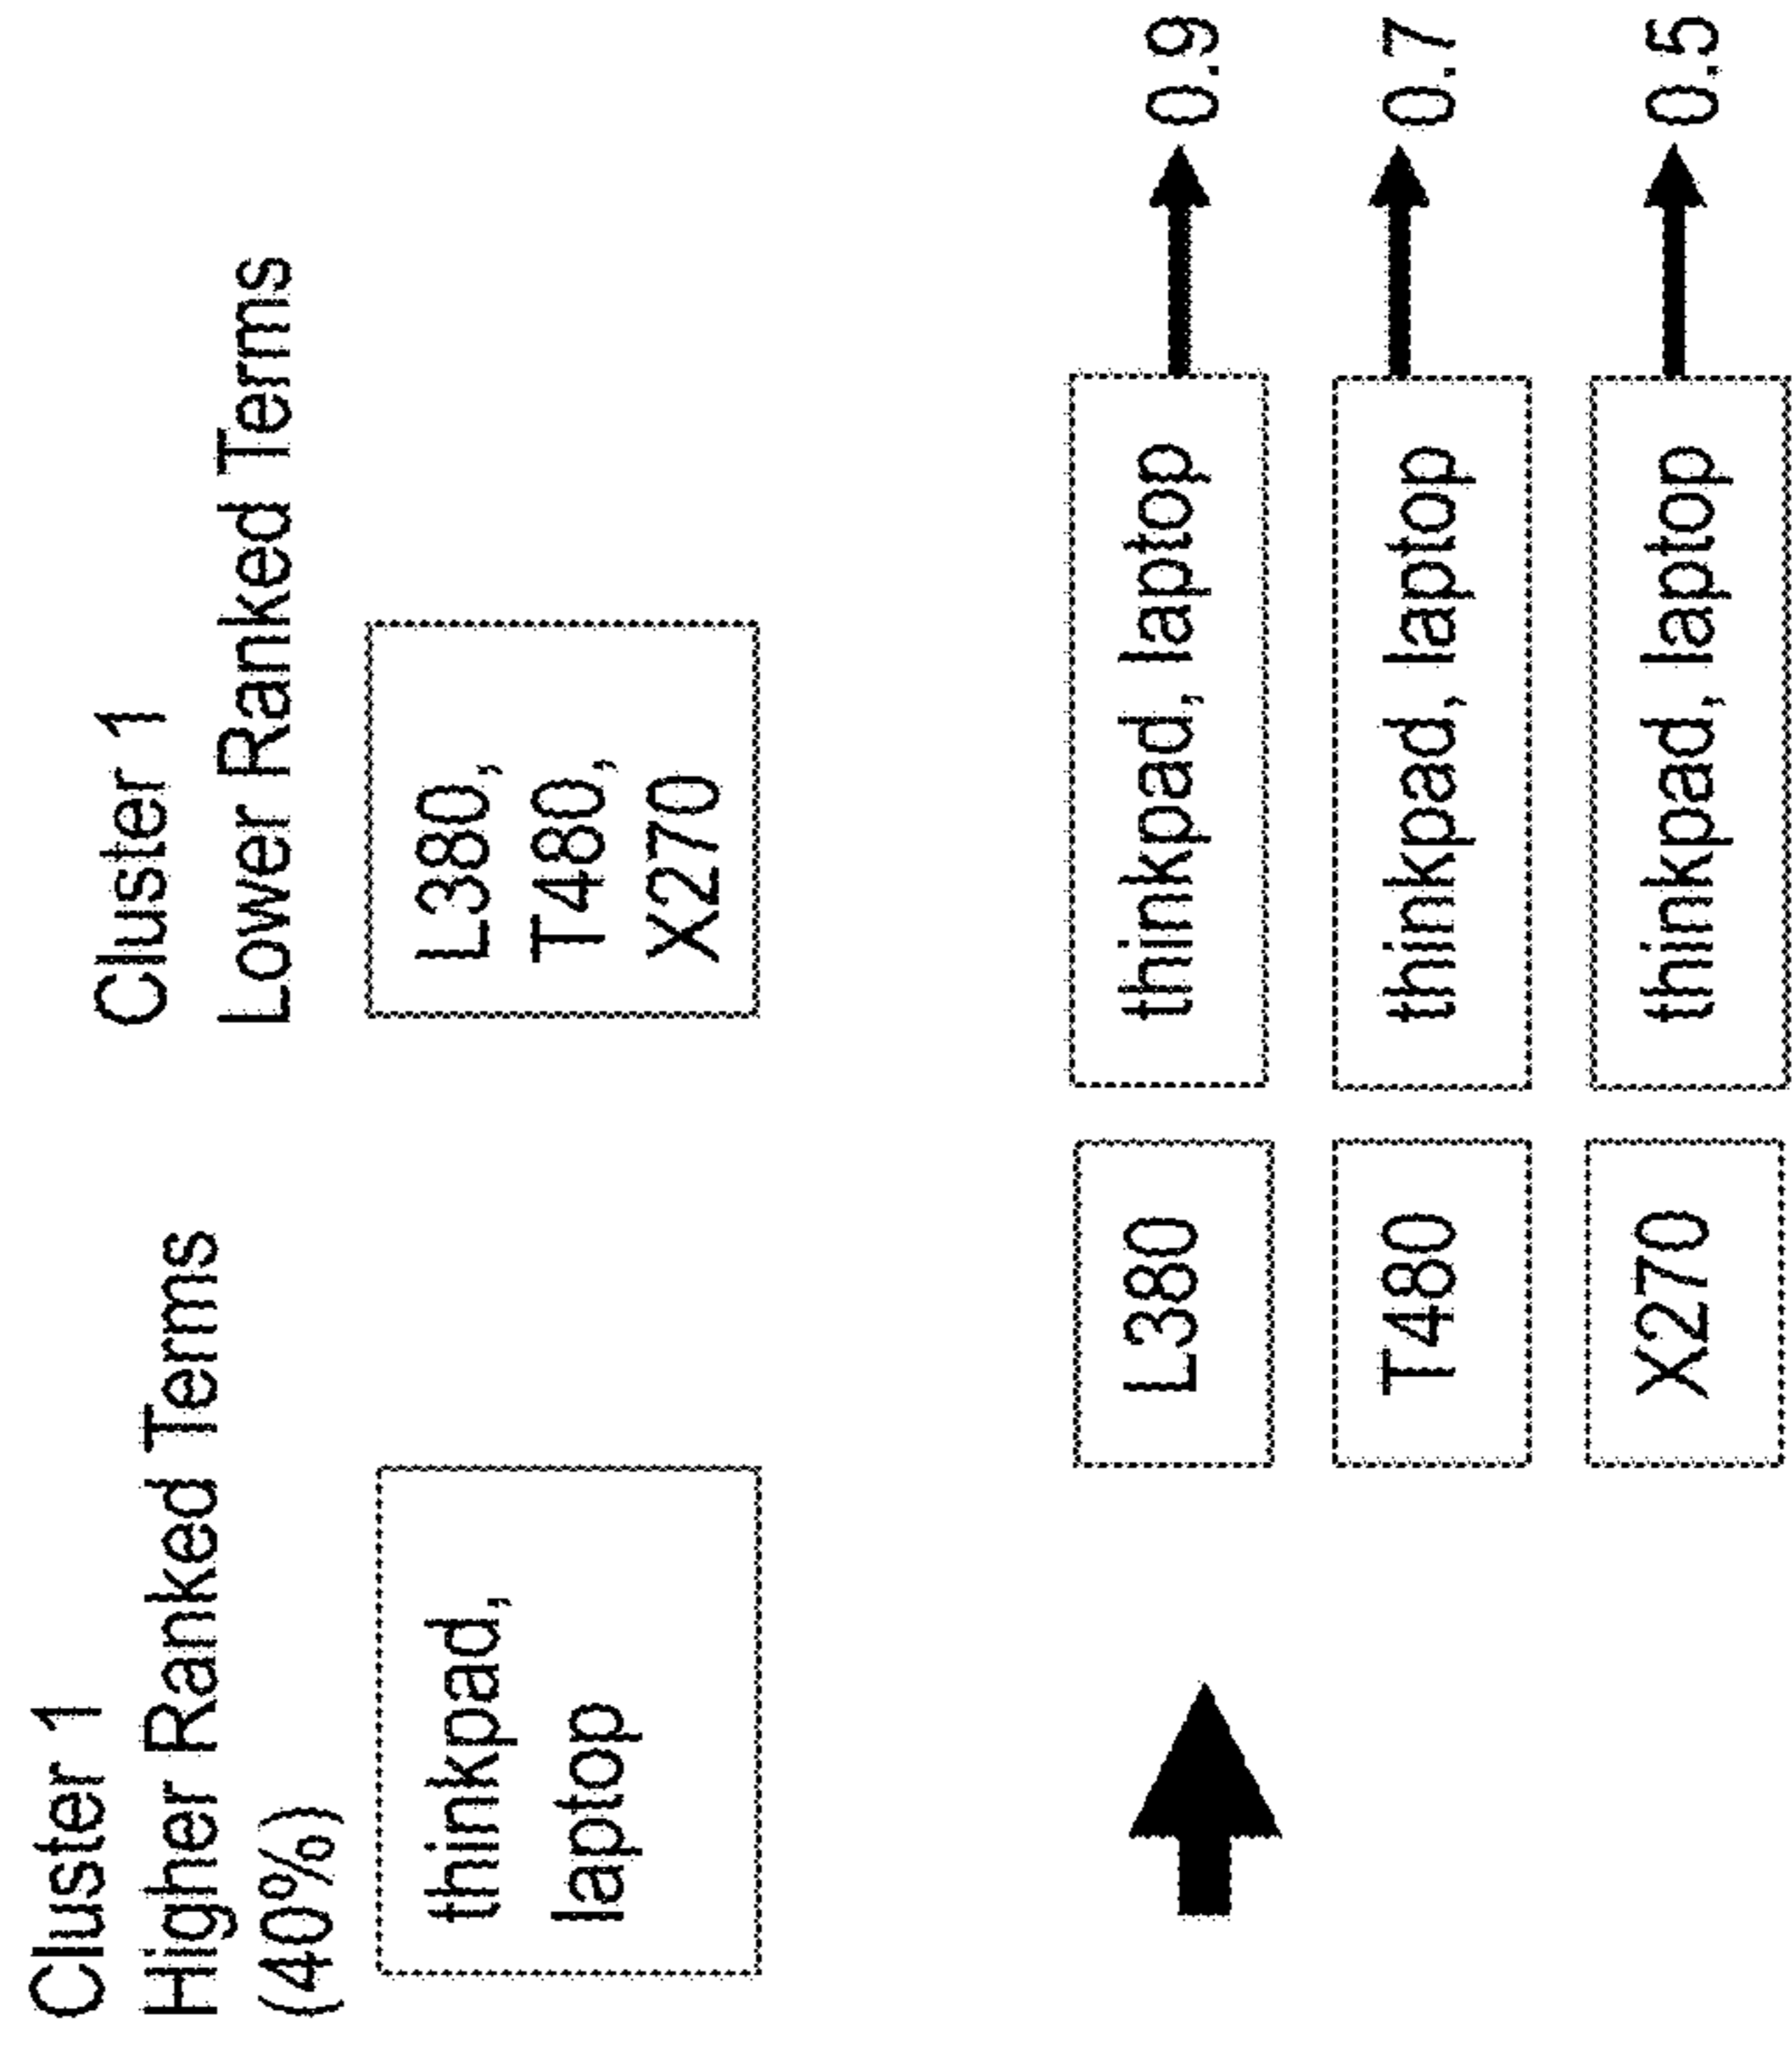 Cluster 1
Higher Ranked Terms
(40%)
thinkpad,
laptop
Cluster 1
Lower Ranked Terms
L380,
T480,
X270
L380 thinkpad, laptop 0.9
T480 thinkpad, laptop 0.7
X270 thinkpad, laptop 0.5